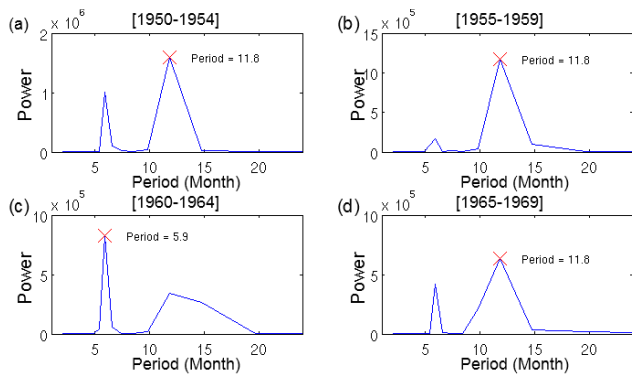 (a) x 10^6 [1950-1954]
2
1
0
Power
Period = 11.8
5 10 15 20
Period (Month)
(b) x 10^5 [1955-1959]
15
10
5
0
Power
Period = 11.8
5 10 15 20
Period (Month)
(c) x 10^5 [1960-1964]
10
5
0
Power
Period = 5.9
5 10 15 20
Period (Month)
(d) x 10^5 [1965-1969]
10
5
0
Power
Period = 11.8
5 10 15 20
Period (Month)